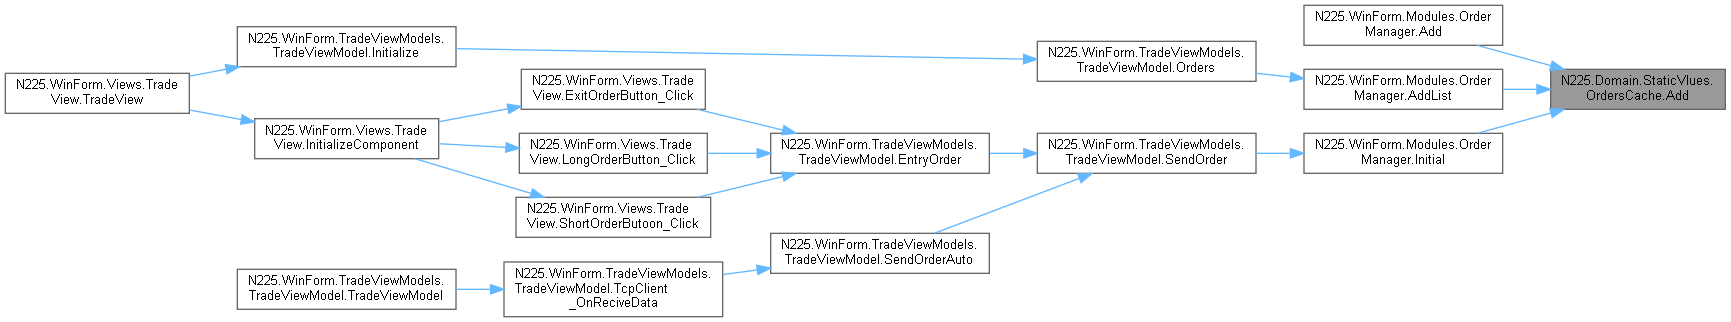 N225.WinForm.Modules.Order
Manager.Add
N225.WinForm.TradeViewModels.
TradeViewModel.Initialize
N225.WinForm.TradeViewModels.
TradeViewModel.Orders
N225.WinForm.Views.Trade
View.TradeView
N225.WinForm.Views.Trade
View.ExitOrderButton_Click
N225.WinForm.Modules.Order
Manager.AddList
N225.Domain.StaticVlues.
OrdersCache.Add
N225.WinForm.Views.Trade
View.InitializeComponent
N225.WinForm.Views.Trade
View.LongOrderButton_Click
N225.WinForm.TradeViewModels.
TradeViewModel.EntryOrder
N225.WinForm.TradeViewModels.
TradeViewModel.SendOrder
N225.WinForm.Modules.Order
Manager.Initial
N225.WinForm.Views.Trade
View.ShortOrderButoon_Click
N225.WinForm.TradeViewModels.
TradeViewModel.SendOrderAuto
N225.WinForm.TradeViewModels.
TradeViewModel.TradeViewModel
N225.WinForm.TradeViewModels.
TradeViewModel.TcpClient
_OnReciveData